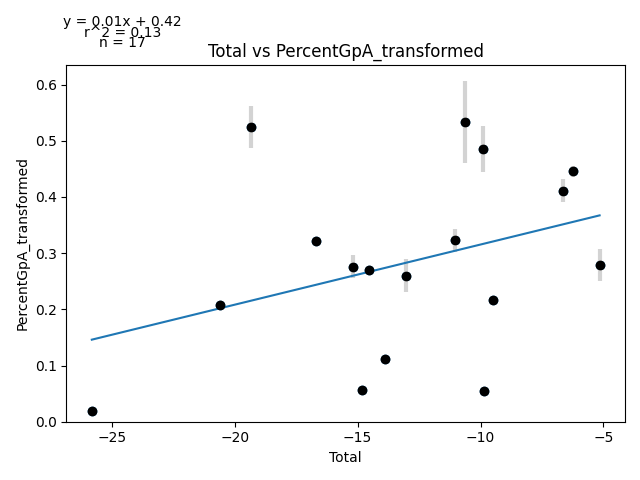 y = 0.01x + 0.42
r^2 = 0.13
n = 17
Total vs PercentGpA_transformed
PercentGpA_transformed
0.6
0.5
0.4
0.3
0.2
0.1
0.0
−25 −20 −15 −10 −5
Total